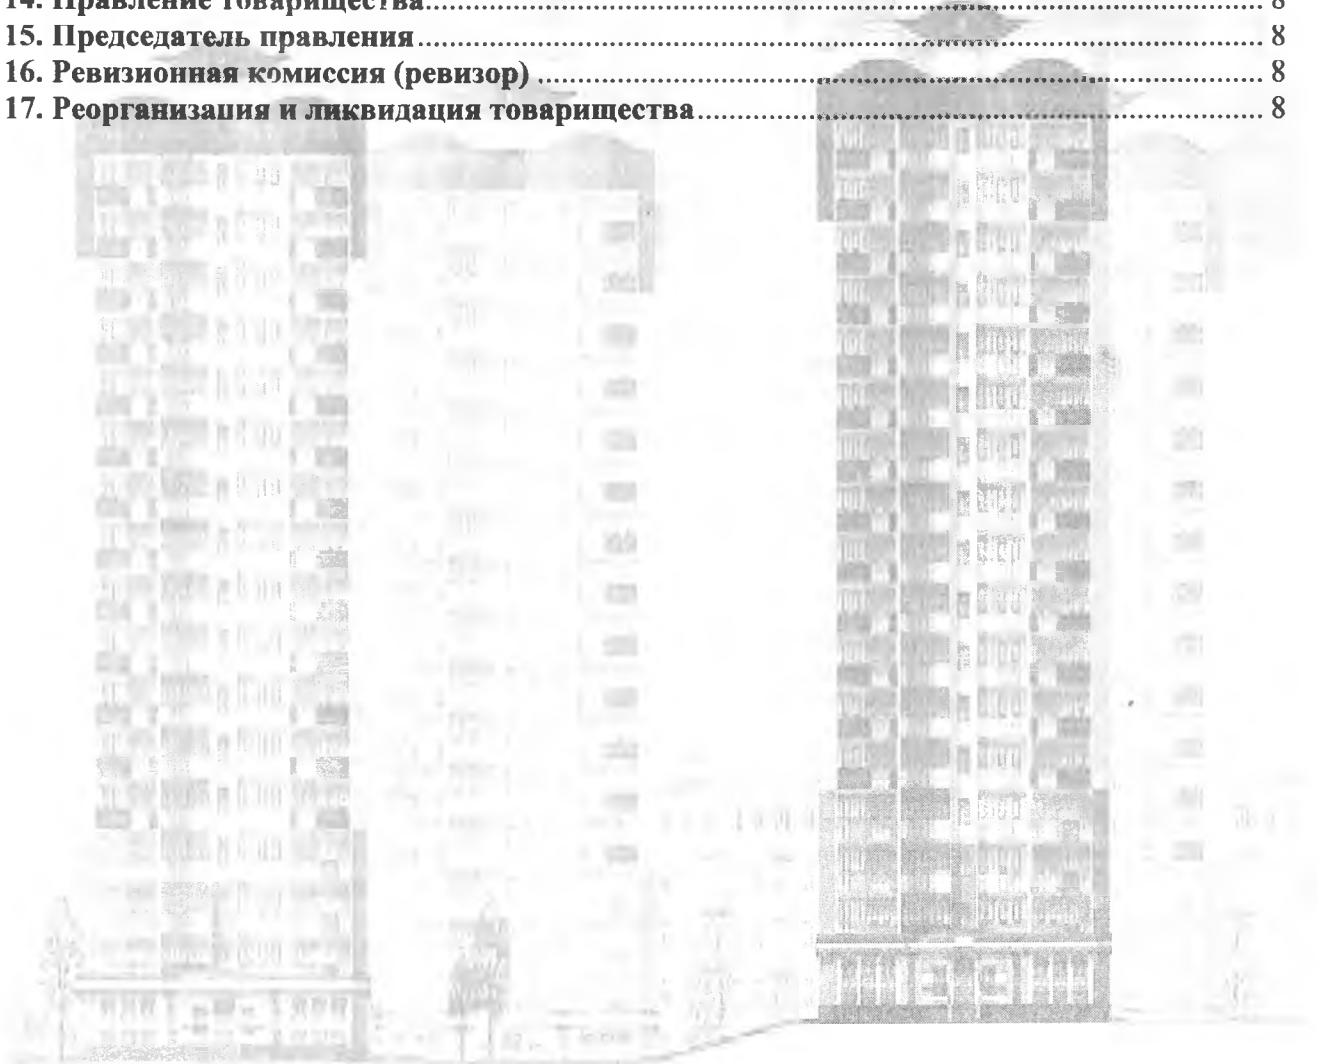 14. Правление товарищества........................ 8
15. Председатель правления........................ 8
16. Ревизионная комиссия (ревизор)........................ 8
17. Реорганизация и ликвидация товарищества........................ 8